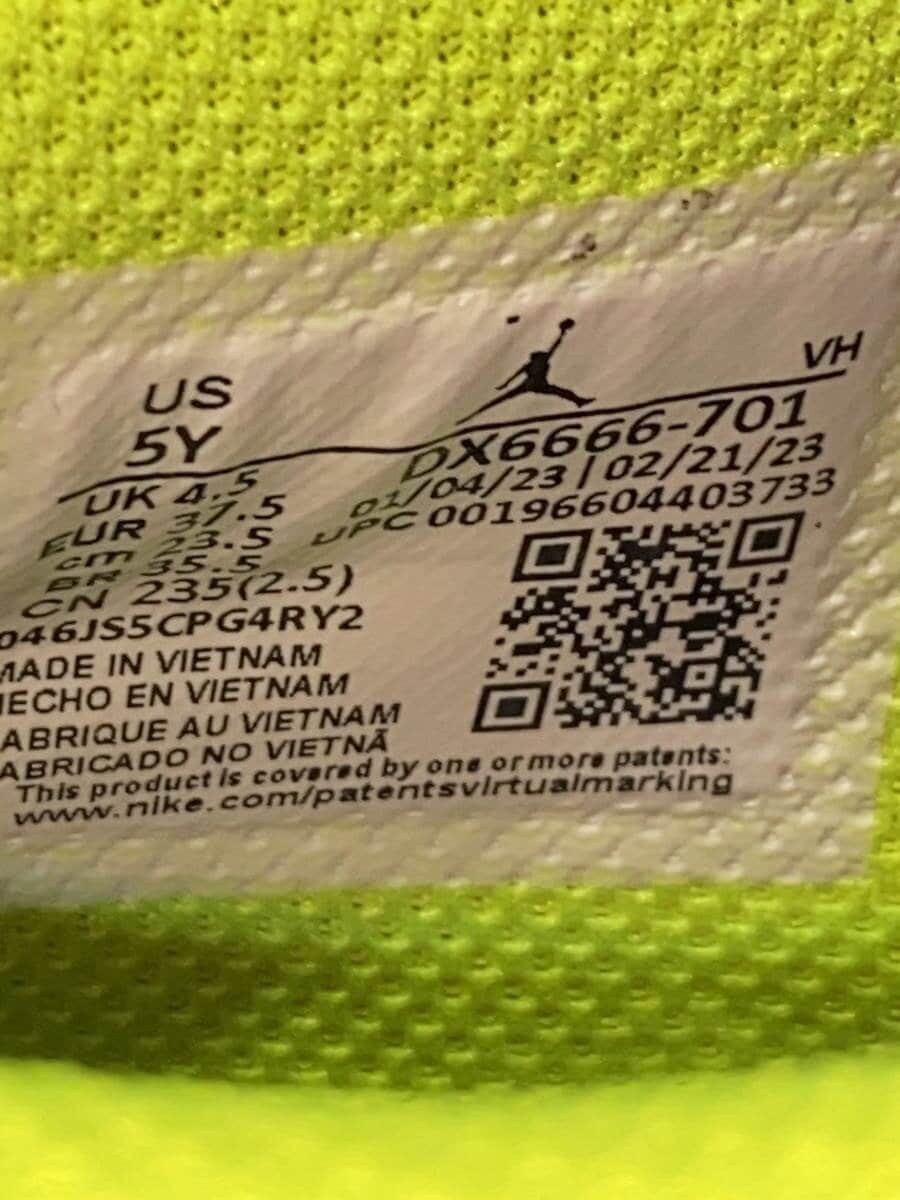 US
5Y
UK 4.5
EUR 37.5
cm 23.5
BR 35.5
CN 235(2.5)
VH
DX6666-701
01/04/23 | 02/21/23
UPC 00196604403733
046JS5CPG4RY2
MADE IN VIETNAM
HECHO EN VIETNAM
FABRIQUE AU VIETNAM
FABRICADO NO VIETNÃ
This product is covered by one or more patents:
www.nike.com/patentsvirtualmarking